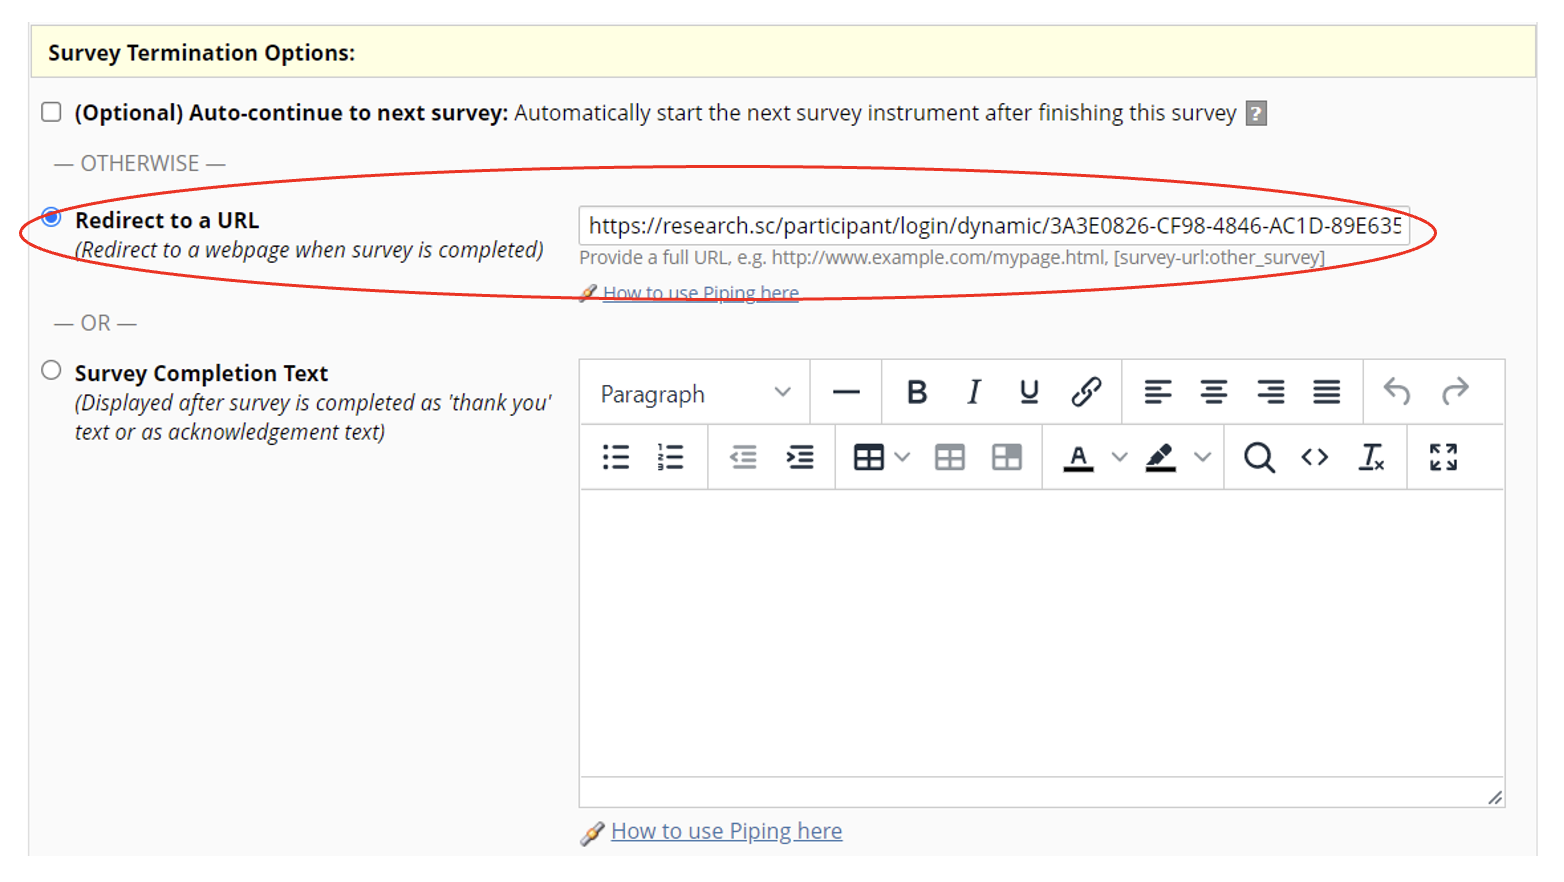 Survey Termination Options:
(Optional) Auto-continue to next survey: Automatically start the next survey instrument after finishing this survey ?
— OTHERWISE —
Redirect to a URL
(Redirect to a webpage when survey is completed)
https://research.sc/participant/login/dynamic/3A3E0826-CF98-4846-AC1D-89E635
Provide a full URL, e.g. http://www.example.com/mypage.html, [survey-url:other_survey]
How to use Piping here
— OR —
Survey Completion Text
(Displayed after survey is completed as 'thank you'
text or as acknowledgement text)
Paragraph
How to use Piping here